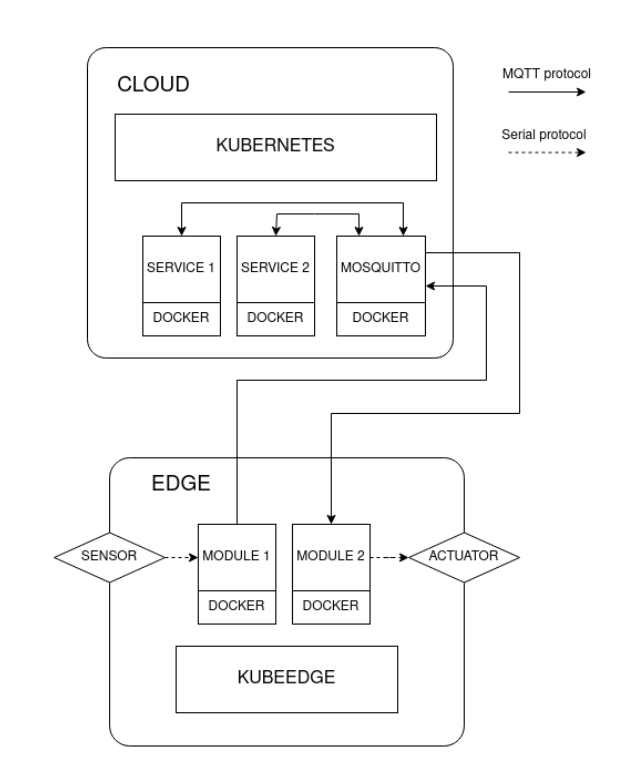 MQTT protocol
CLOUD
Serial protocol
KUBERNETES
SERVICE 1
SERVICE 2
MOSQUITTO
DOCKER
DOCKER
DOCKER
EDGE
SENSOR
MODULE 1
MODULE 2
ACTUATOR
DOCKER
DOCKER
KUBEEDGE